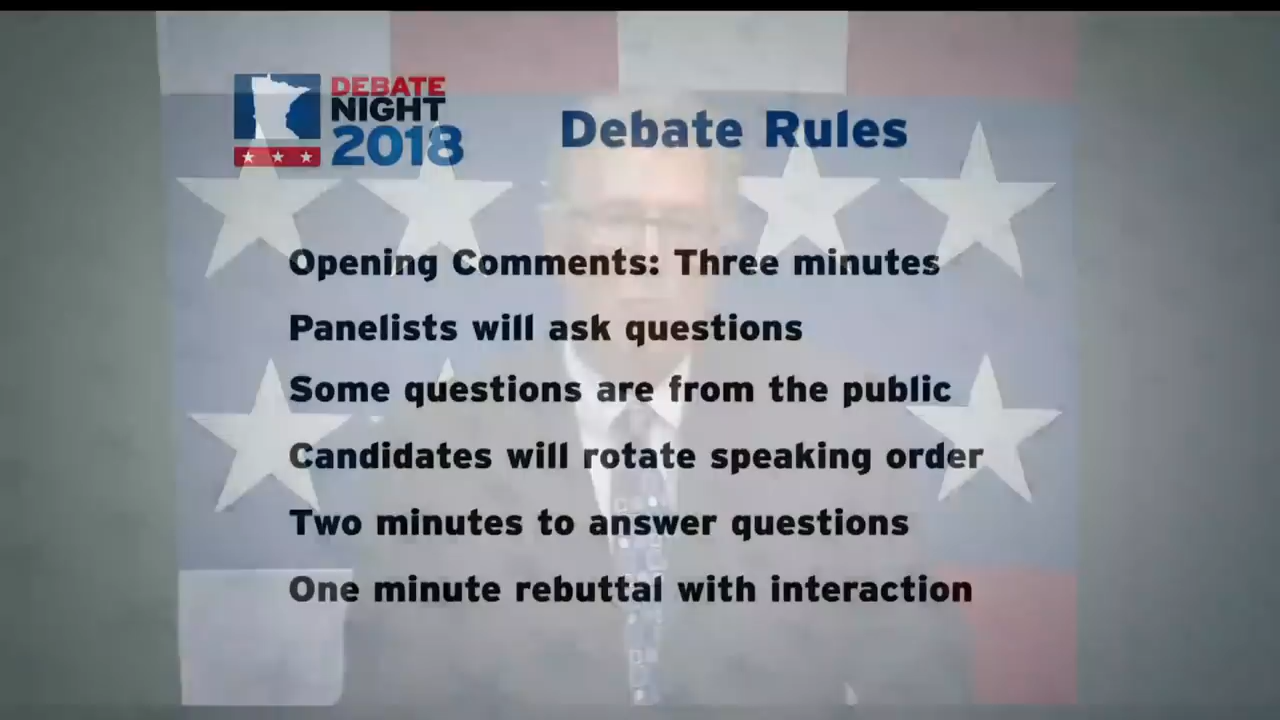 DEBATE
NIGHT
2018
Debate Rules
Opening Comments: Three minutes
Panelists will ask questions
Some questions are from the public
Candidates will rotate speaking order
Two minutes to answer questions
One minute rebuttal with interaction